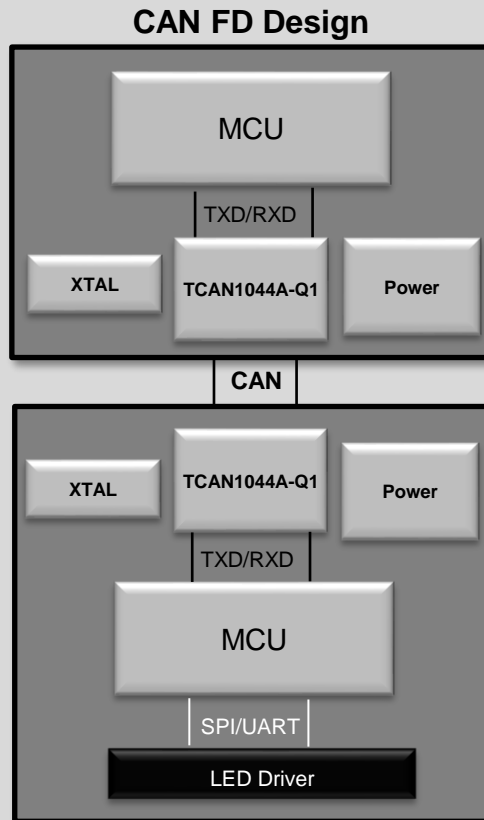 CAN FD Design
MCU
TXD/RXD
XTAL
TCAN1044A-Q1
Power
CAN
XTAL
TCAN1044A-Q1
Power
TXD/RXD
MCU
SPI/UART
LED Driver